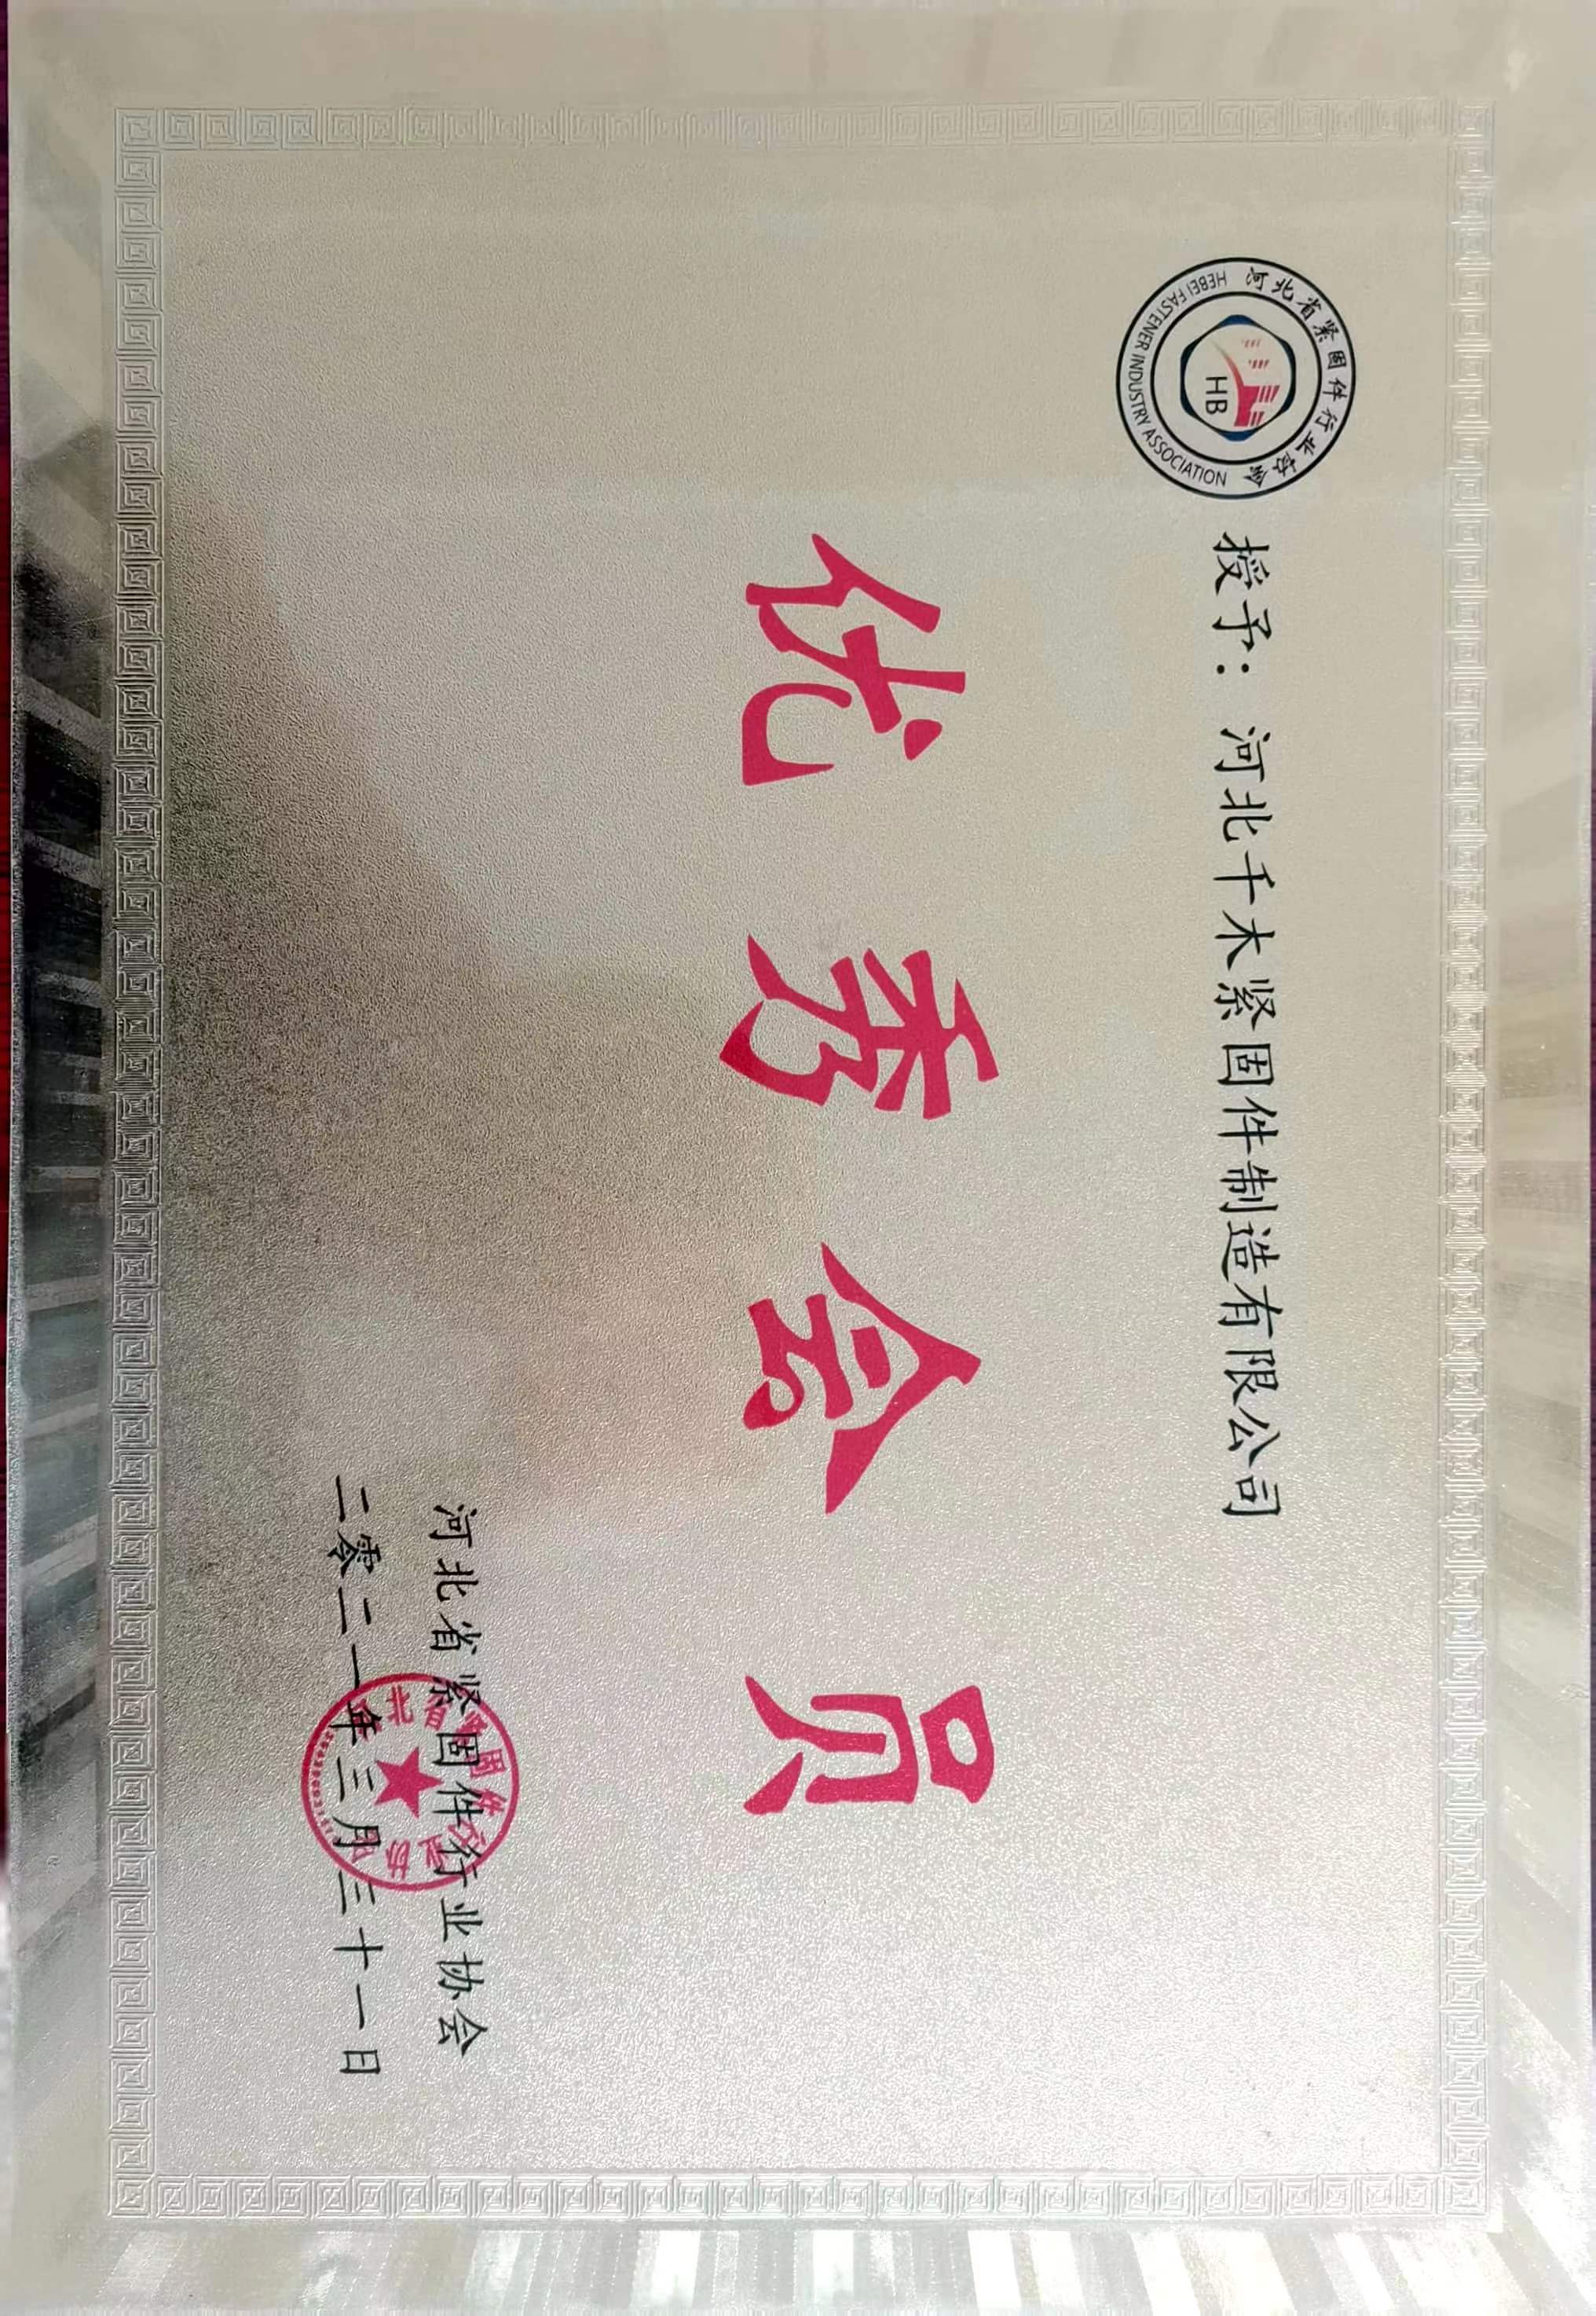 河北省紧固件行业协会
HEBEI FASTENER INDUSTRY ASSOCIATION
HB
授予：河北千木紧固件制造有限公司
优秀会员
河北省紧固件行业协会
二零二一年三月三十一日